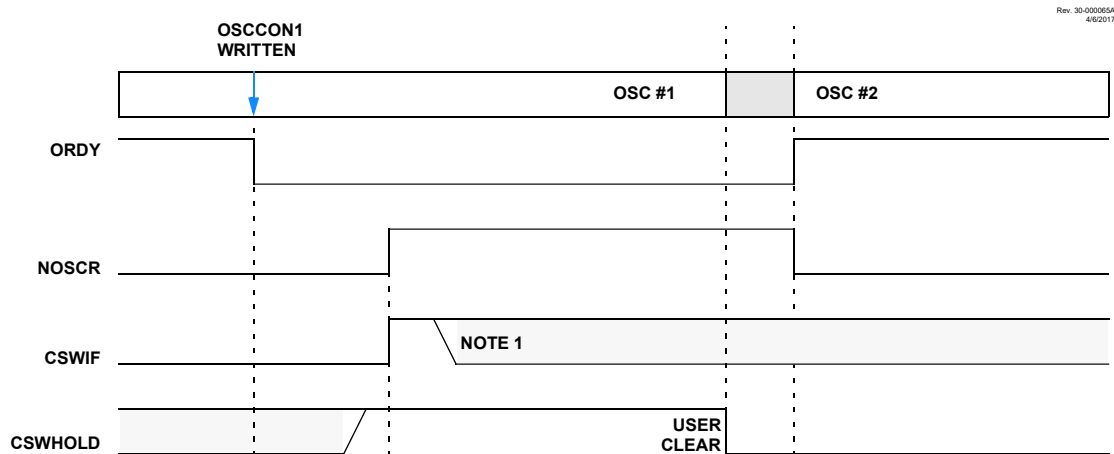 Rev. 30-000065A
4/6/2017
OSCCON1
WRITTEN
OSC #1
OSC #2
ORDY
NOSCR
CSWIF
NOTE 1
CSWHOLD
USER
CLEAR